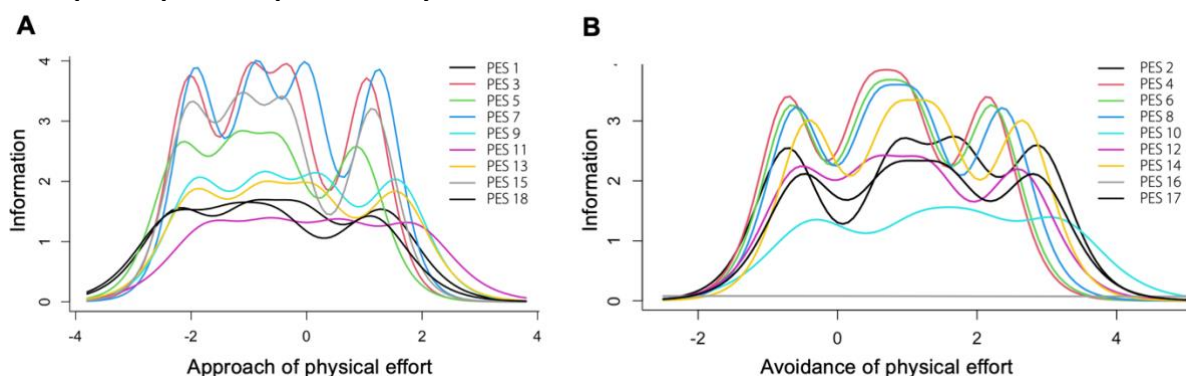 A
B
Information
4
3
2
1
0
-4
-2
0
2
4
Approach of physical effort
PES 1
PES 3
PES 5
PES 7
PES 9
PES 11
PES 13
PES 15
PES 18
Information
3
2
1
0
-2
0
2
4
Avoidance of physical effort
PES 2
PES 4
PES 6
PES 8
PES 10
PES 12
PES 14
PES 16
PES 17